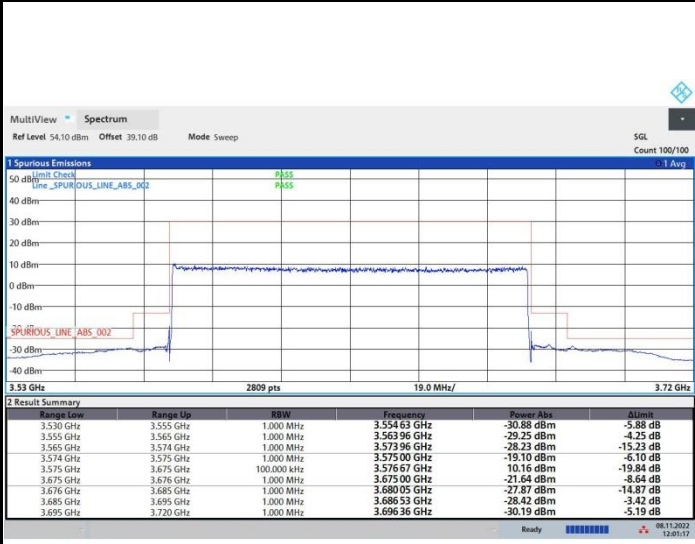 MultiView Spectrum
Ref Level 54.10 dBm Offset 39.10 dB Mode Sweep SGL
Count 100/100
1 Spurious Emissions 1 Avg
50 dBm Limit Check PASS
Line _SPURIOUS_LINE_ABS_002 PASS
40 dBm
30 dBm
20 dBm
10 dBm
0 dBm
-10 dBm
_SPURIOUS_LINE_ABS_002
-30 dBm
-40 dBm
3.53 GHz 2809 pts 19.0 MHz/ 3.72 GHz
2 Result Summary
Range Low Range Up RBW Frequency Power Abs ΔLimit
3.530 GHz 3.555 GHz 1.000 MHz 3.554 63 GHz -30.88 dBm -5.88 dB
3.555 GHz 3.565 GHz 1.000 MHz 3.563 96 GHz -29.25 dBm -4.25 dB
3.565 GHz 3.574 GHz 1.000 MHz 3.573 96 GHz -28.23 dBm -15.23 dB
3.574 GHz 3.575 GHz 1.000 MHz 3.575 00 GHz -19.10 dBm -6.10 dB
3.575 GHz 3.675 GHz 100.000 kHz 3.576 67 GHz 10.16 dBm -19.84 dB
3.675 GHz 3.676 GHz 1.000 MHz 3.675 00 GHz -21.64 dBm -8.64 dB
3.676 GHz 3.685 GHz 1.000 MHz 3.680 05 GHz -27.87 dBm -14.87 dB
3.685 GHz 3.695 GHz 1.000 MHz 3.686 53 GHz -28.42 dBm -3.42 dB
3.695 GHz 3.720 GHz 1.000 MHz 3.696 36 GHz -30.19 dBm -5.19 dB
Ready 08.11.2022
12:01:17